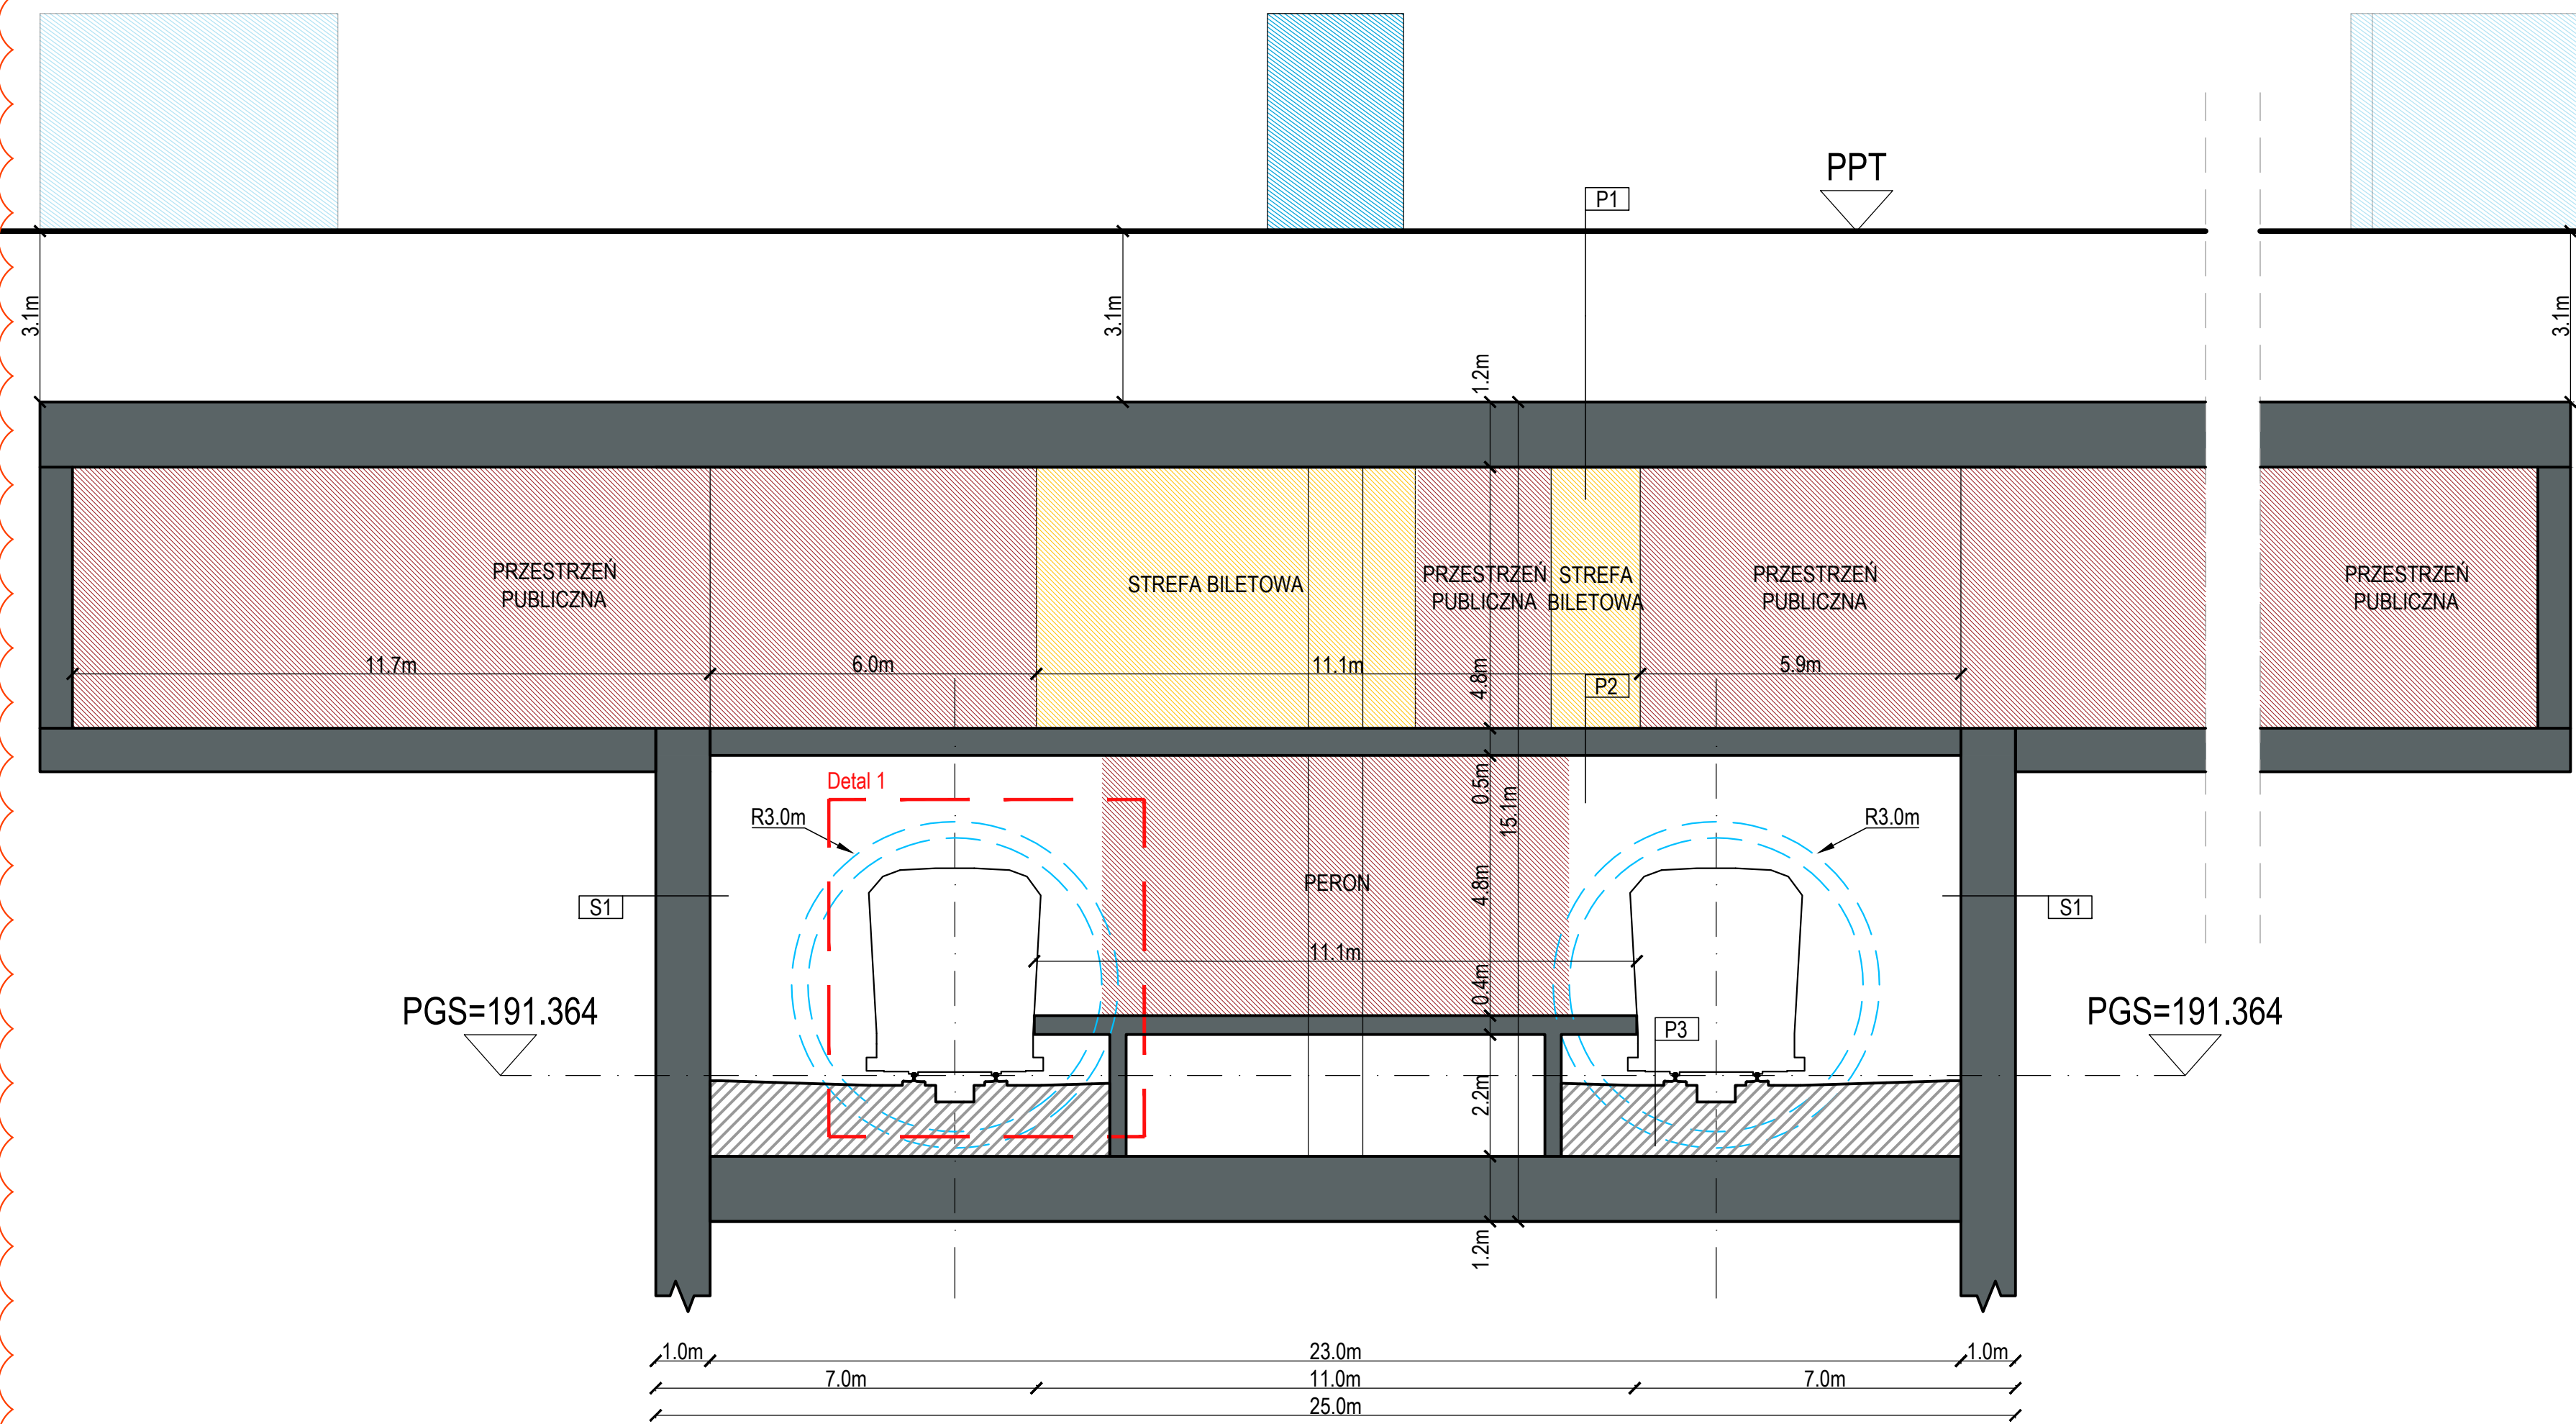 PPT
P1
3.1m
3.1m
3.1m
1.2m
PRZESTRZEŃ
PUBLICZNA
STREFA BILETOWA
PRZESTRZEŃ
PUBLICZNA
STREFA
BILETOWA
PRZESTRZEŃ
PUBLICZNA
PRZESTRZEŃ
PUBLICZNA
11.7m
6.0m
11.1m
4.8m
5.9m
P2
Detal 1
0.5m
15.1m
R3.0m
R3.0m
PERON
4.8m
S1
S1
11.1m
0.4m
PGS=191.364
PGS=191.364
P3
2.2m
1.2m
1.0m
23.0m
1.0m
7.0m
11.0m
7.0m
25.0m